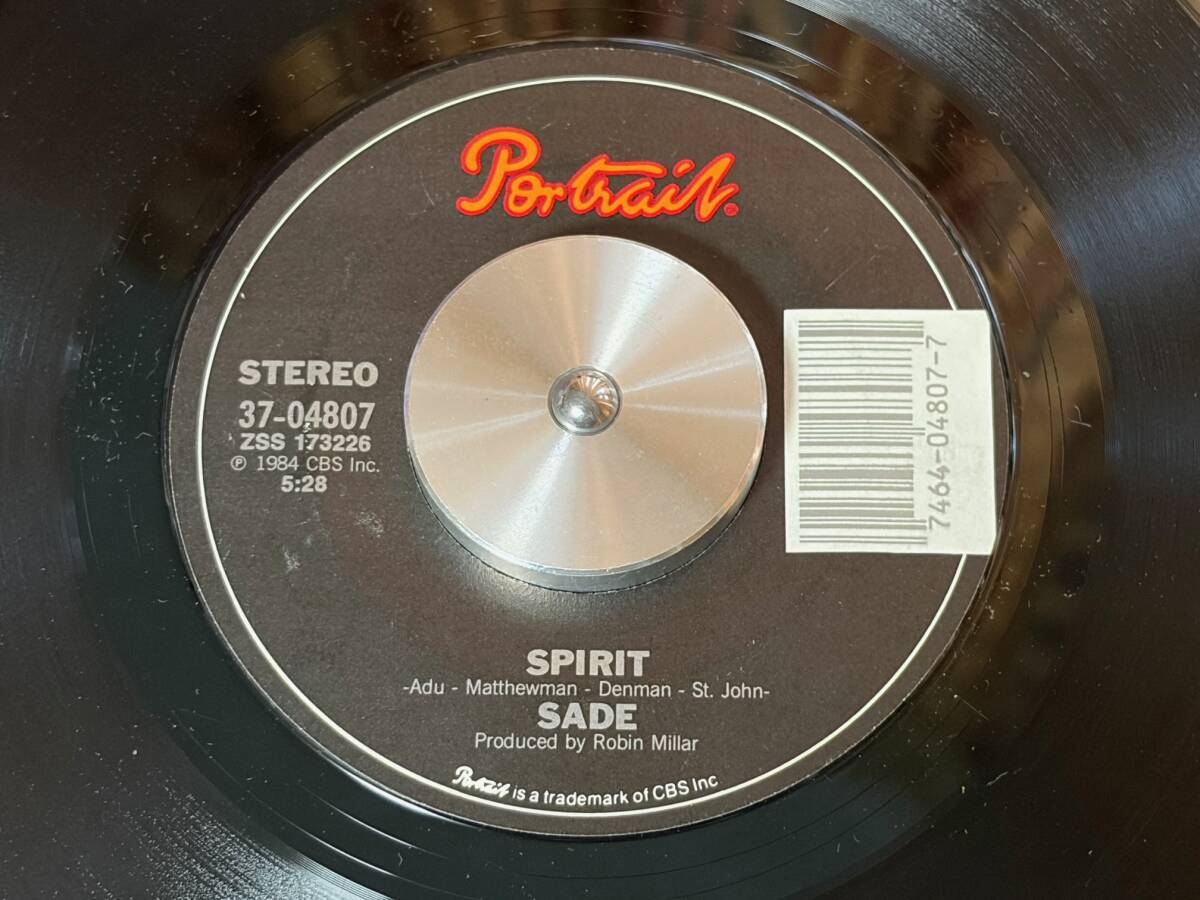 Portrait®
STEREO
37-04807
ZSS 173226
℗ 1984 CBS Inc.
5:28
7464-04807-7
SPIRIT
-Adu - Matthewman - Denman - St. John-
SADE
Produced by Robin Millar
Portrait is a trademark of CBS Inc